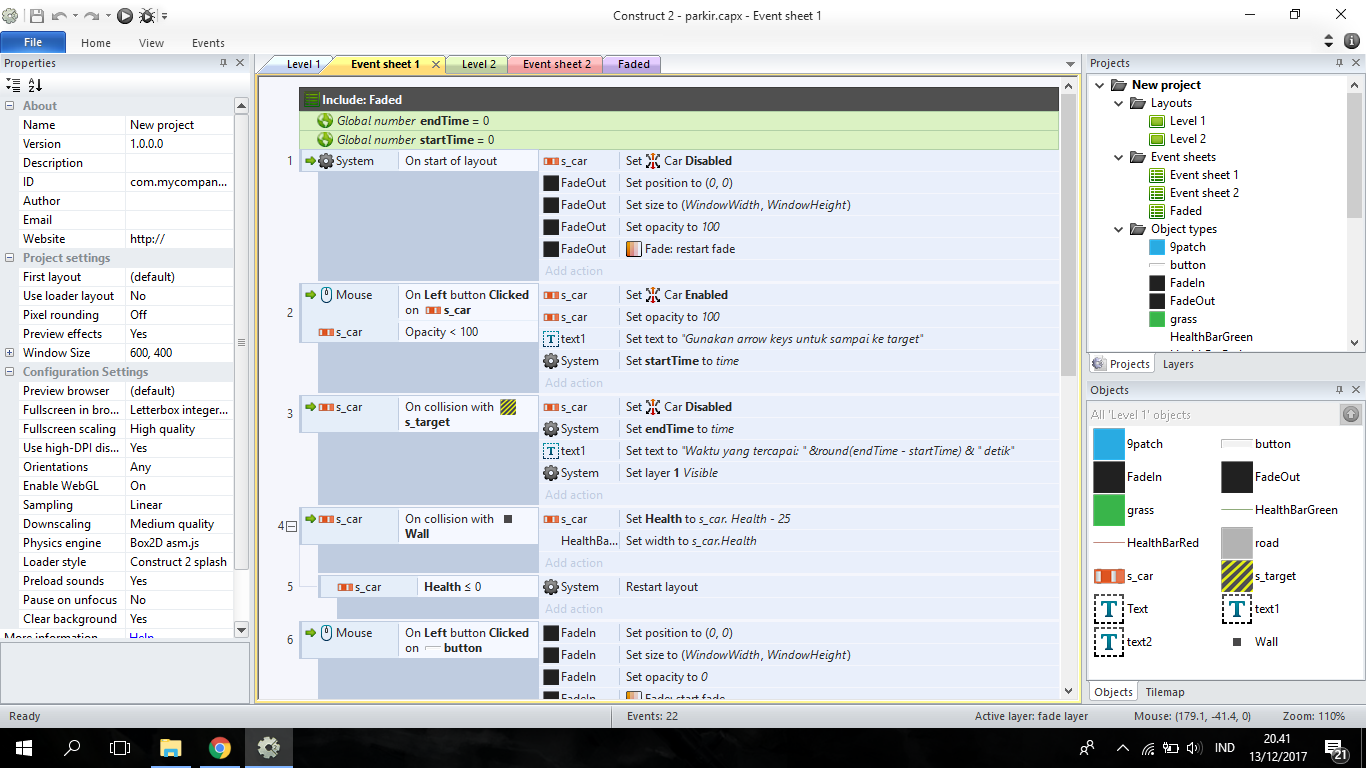 Construct 2 - parkir.capx - Event sheet 1
File Home View Events
Properties
About
Name New project
Version 1.0.0.0
Description
ID com.mycompan...
Author
Email
Website http://
Project settings
First layout (default)
Use loader layout No
Pixel rounding Off
Preview effects Yes
Window Size 600, 400
Configuration Settings
Preview browser (default)
Fullscreen in bro... Letterbox integer...
Fullscreen scaling High quality
Use high-DPI dis... Yes
Orientations Any
Enable WebGL On
Sampling Linear
Downscaling Medium quality
Physics engine Box2D asm.js
Loader style Construct 2 splash
Preload sounds Yes
Pause on unfocus No
Clear background Yes
More information Help
Level 1 Event sheet 1 Level 2 Event sheet 2 Faded
Include: Faded
Global number endTime = 0
Global number startTime = 0
1 System On start of layout
s_car Set Car Disabled
FadeOut Set position to (0, 0)
FadeOut Set size to (WindowWidth, WindowHeight)
FadeOut Set opacity to 100
FadeOut Fade: restart fade
Add action
2 Mouse On Left button Clicked on s_car
s_car Opacity < 100
s_car Set Car Enabled
s_car Set opacity to 100
text1 Set text to "Gunakan arrow keys untuk sampai ke target"
System Set startTime to time
Add action
3 s_car On collision with s_target
s_car Set Car Disabled
System Set endTime to time
text1 Set text to "Waktu yang tercapai: " &round(endTime - startTime) & " detik"
System Set layer 1 Visible
Add action
4 s_car On collision with Wall
s_car Set Health to s_car. Health - 25
HealthBa... Set width to s_car.Health
Add action
5 s_car Health ≤ 0
System Restart layout
Add action
6 Mouse On Left button Clicked on button
FadeIn Set position to (0, 0)
FadeIn Set size to (WindowWidth, WindowHeight)
FadeIn Set opacity to 0
FadeIn Fade: start fade
Projects
New project
Layouts
Level 1
Level 2
Event sheets
Event sheet 1
Event sheet 2
Faded
Object types
9patch
button
FadeIn
FadeOut
grass
HealthBarGreen
Projects Layers
Objects
All 'Level 1' objects
9patch button
FadeIn FadeOut
grass HealthBarGreen
HealthBarRed road
s_car s_target
Text text1
text2 Wall
Objects Tilemap
Ready Events: 22 Active layer: fade layer Mouse: (179.1, -41.4, 0) Zoom: 110%
IND
20.41
13/12/2017
21